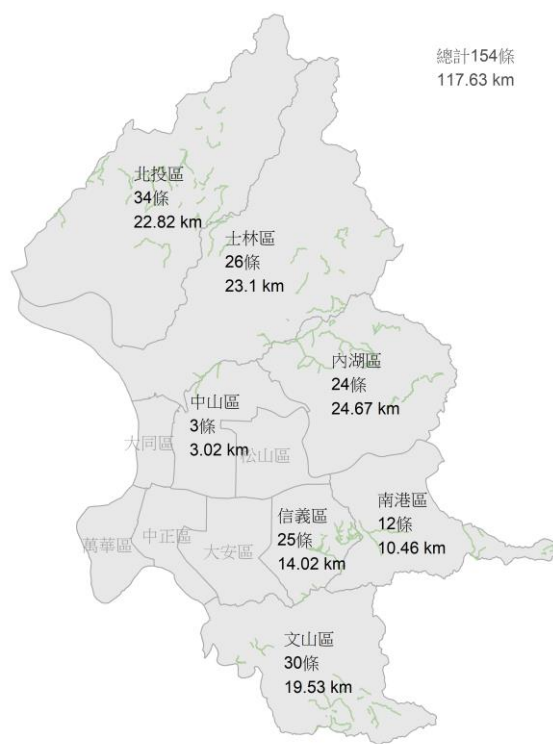 總計154條
117.63 km
北投區
34條
22.82 km
士林區
26條
23.1 km
內湖區
24條
24.67 km
中山區
3條
3.02 km
大同區
松山區
南港區
12條
10.46 km
信義區
25條
14.02 km
萬華區
中正區
大安區
文山區
30條
19.53 km